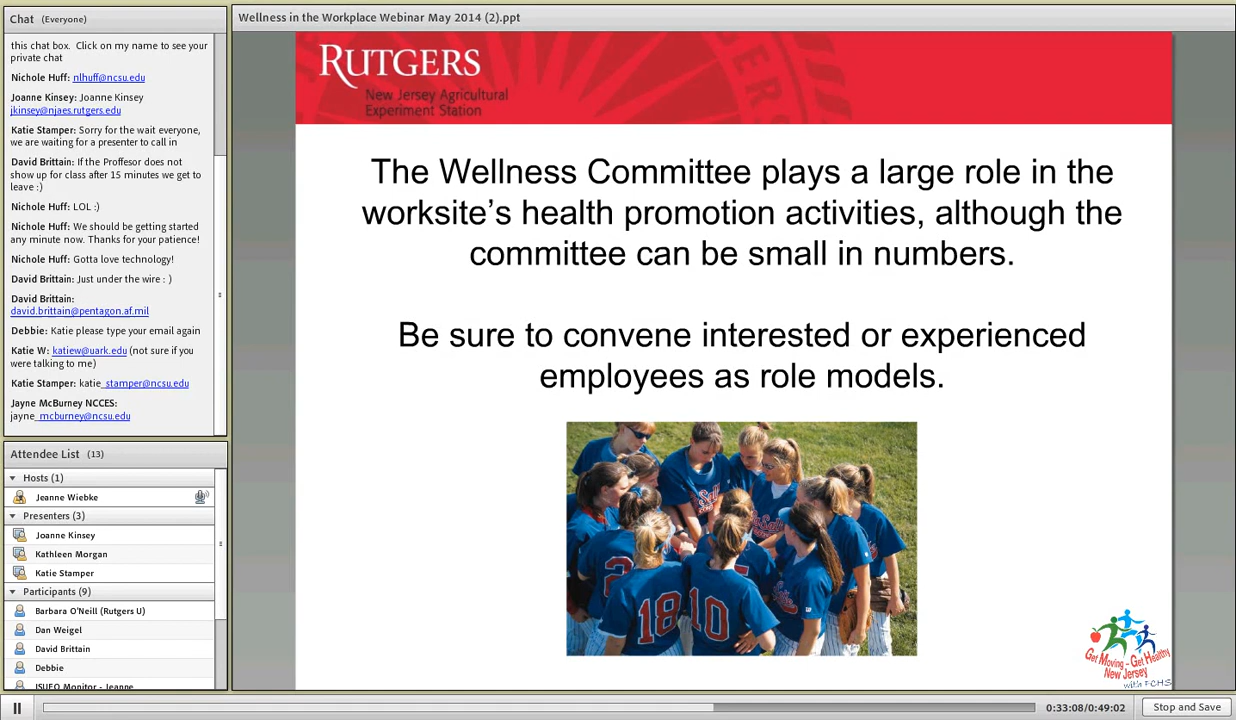 Chat (Everyone)
this chat box. Click on my name to see your
private chat
Nichole Huff: nlhuff@ncsu.edu
Joanne Kinsey: Joanne Kinsey
jkinsey@njaes.rutgers.edu
Katie Stamper: Sorry for the wait everyone,
we are waiting for a presenter to call in
David Brittain: If the Proffesor does not
show up for class after 15 minutes we get to
leave :)
Nichole Huff: LOL :)
Nichole Huff: We should be getting started
any minute now. Thanks for your patience!
Nichole Huff: Gotta love technology!
David Brittain: Just under the wire : )
David Brittain:
david.brittain@pentagon.af.mil
Debbie: Katie please type your email again
Katie W: katiew@uark.edu (not sure if you
were talking to me)
Katie Stamper: katie_stamper@ncsu.edu
Jayne McBurney NCCES:
jayne_mcburney@ncsu.edu
Attendee List (13)
Hosts (1)
Jeanne Wiebke
Presenters (3)
Joanne Kinsey
Kathleen Morgan
Katie Stamper
Participants (9)
Barbara O'Neill (Rutgers U)
Dan Weigel
David Brittain
Debbie
ISUEO Monitor - Jeanne
Wellness in the Workplace Webinar May 2014 (2).ppt
RUTGERS
New Jersey Agricultural
Experiment Station
The Wellness Committee plays a large role in the
worksite's health promotion activities, although the
committee can be small in numbers.
Be sure to convene interested or experienced
employees as role models.
18
10
Get Moving - Get Healthy
New Jersey
with FCHS
0:33:08/0:49:02
Stop and Save